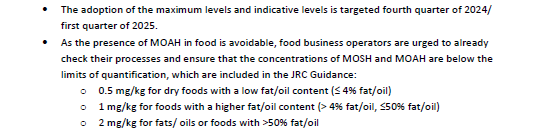 • The adoption of the maximum levels and indicative levels is targeted fourth quarter of 2024/
first quarter of 2025.
• As the presence of MOAH in food is avoidable, food business operators are urged to already
check their processes and ensure that the concentrations of MOSH and MOAH are below the
limits of quantification, which are included in the JRC Guidance:
o 0.5 mg/kg for dry foods with a low fat/oil content (≤ 4% fat/oil)
o 1 mg/kg for foods with a higher fat/oil content (> 4% fat/oil, ≤50% fat/oil)
o 2 mg/kg for fats/ oils or foods with >50% fat/oil